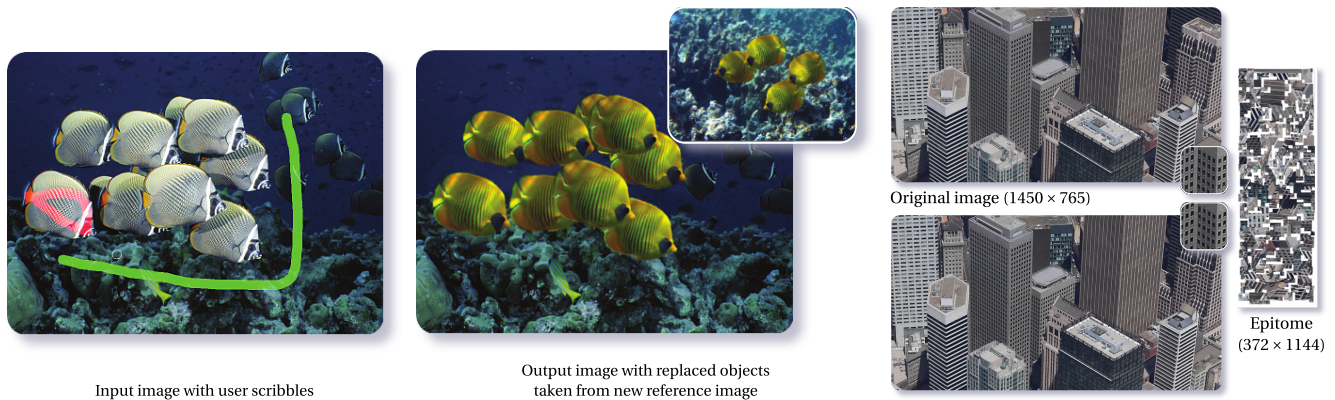 Input image with user scribbles
Output image with replaced objects
taken from new reference image
Original image (1450 × 765)
Epitome
(372 × 1144)